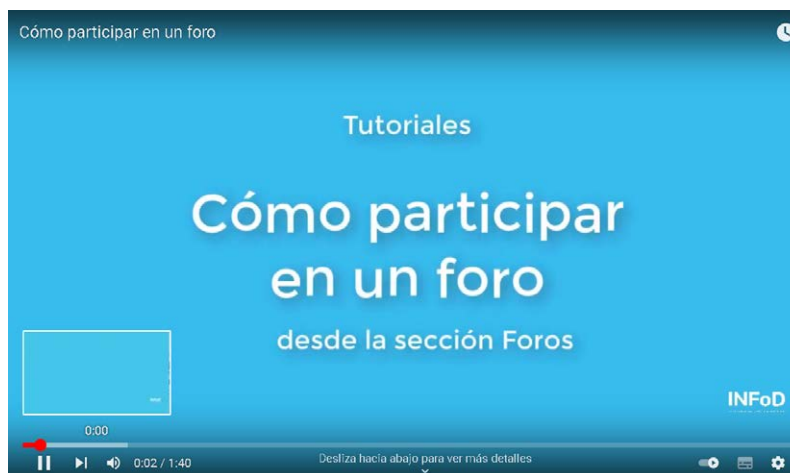 Cómo participar en un foro
Tutoriales
Cómo participar
en un foro
desde la sección Foros
INFoD
0:00
0:02 / 1:40
Desliza hacia abajo para ver más detalles